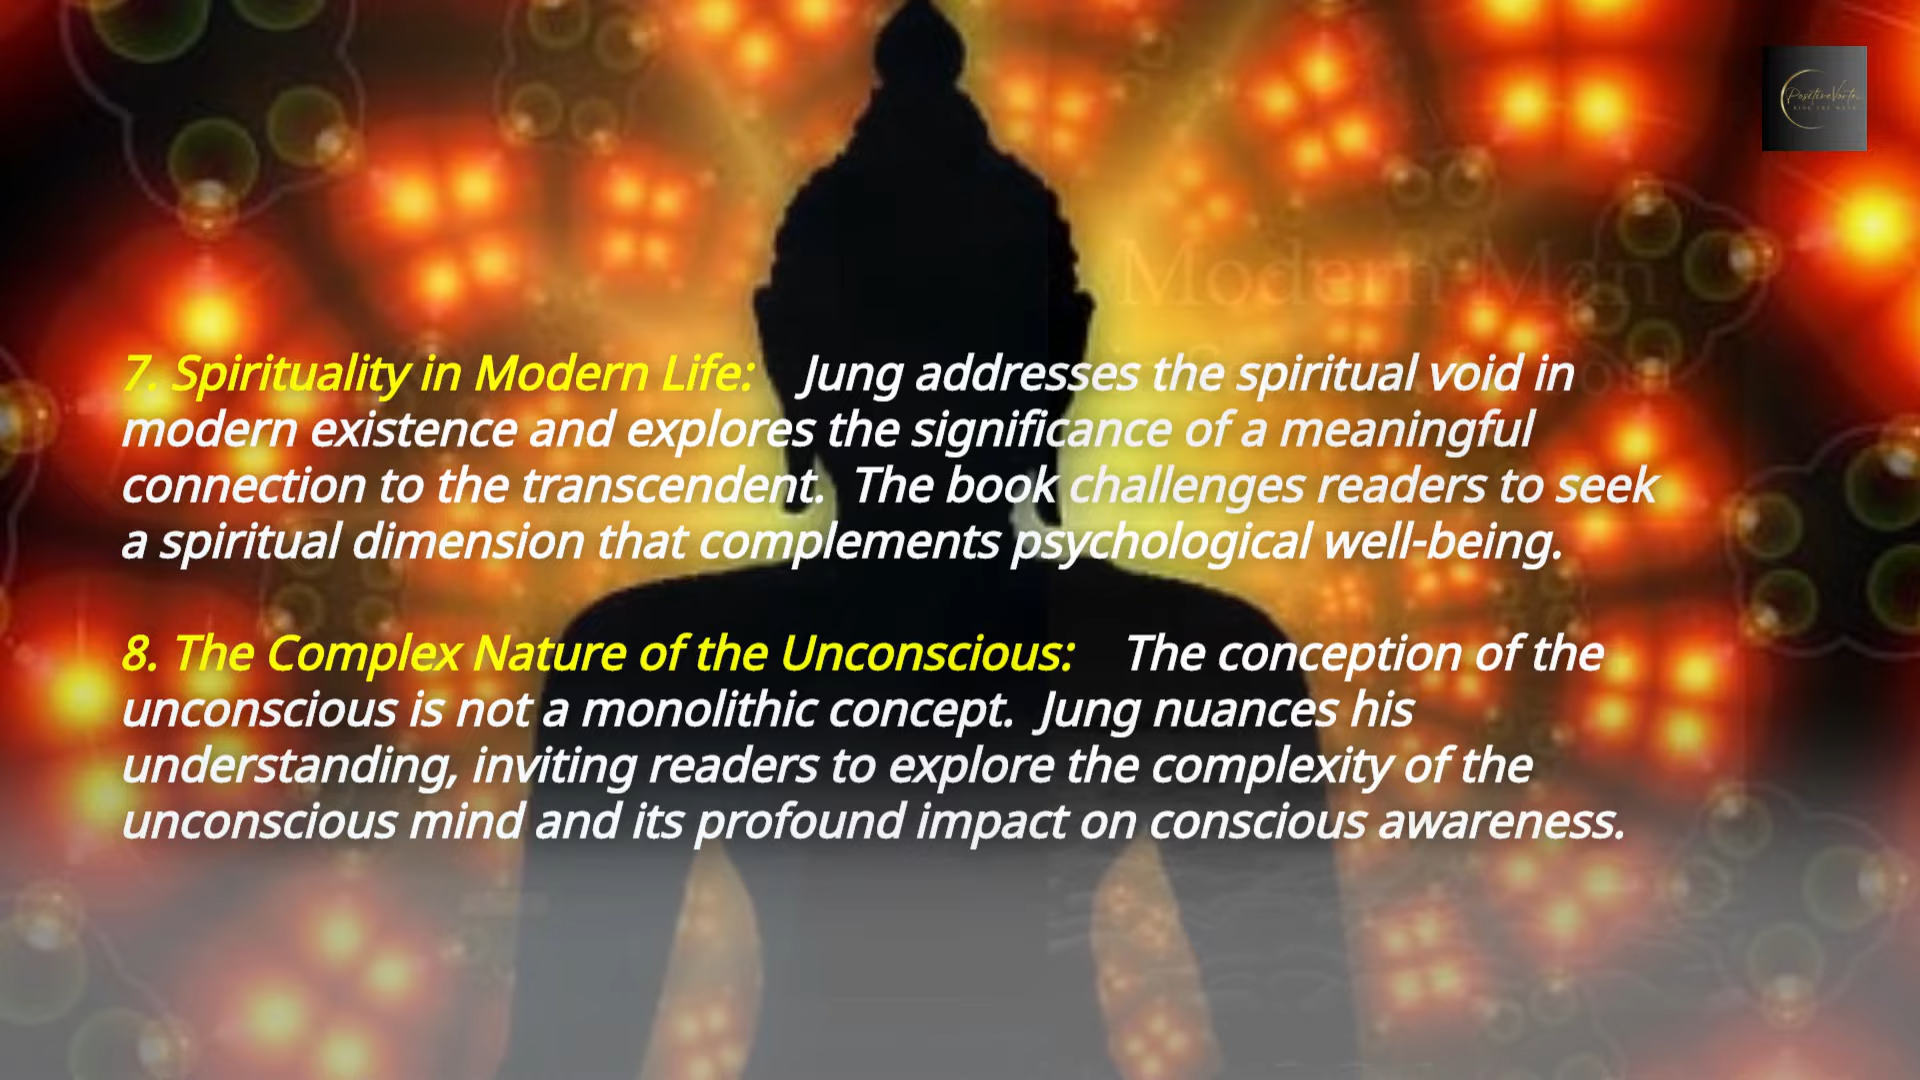 Modern Man
7. Spirituality in Modern Life: Jung addresses the spiritual void in
modern existence and explores the significance of a meaningful
connection to the transcendent. The book challenges readers to seek
a spiritual dimension that complements psychological well-being.
8. The Complex Nature of the Unconscious: The conception of the
unconscious is not a monolithic concept. Jung nuances his
understanding, inviting readers to explore the complexity of the
unconscious mind and its profound impact on conscious awareness.